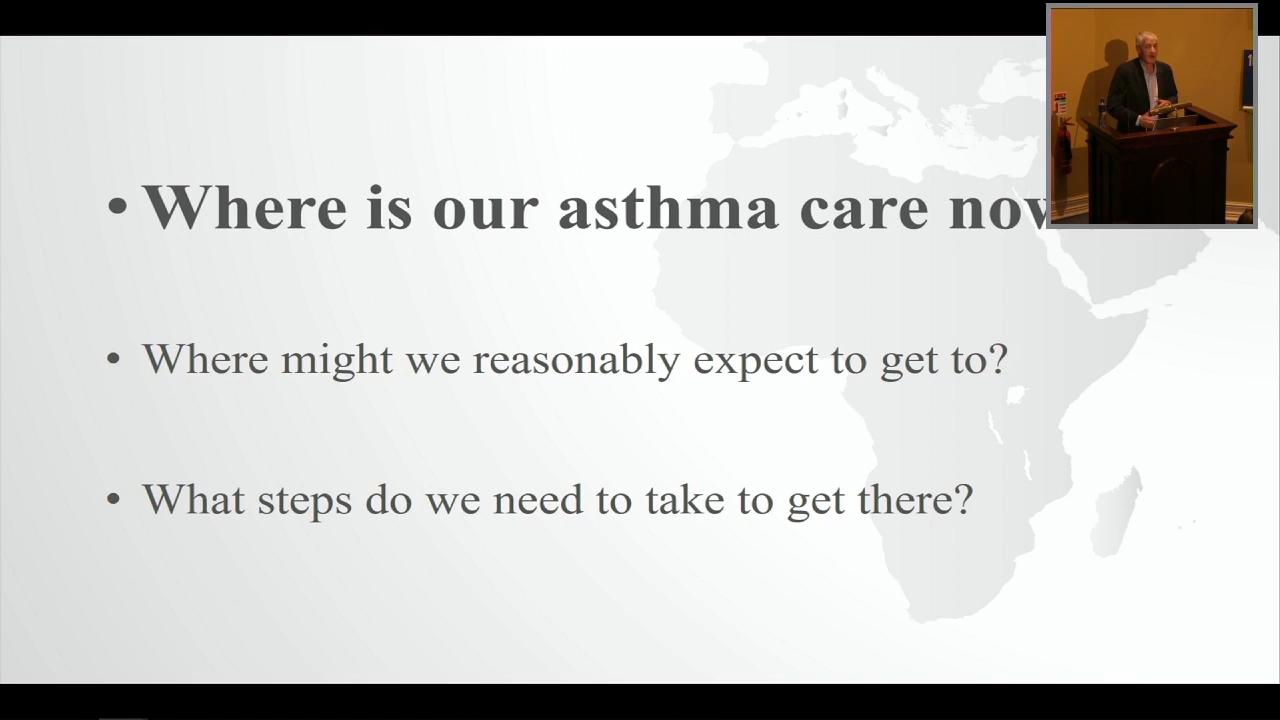 • Where is our asthma care now
• Where might we reasonably expect to get to?
• What steps do we need to take to get there?